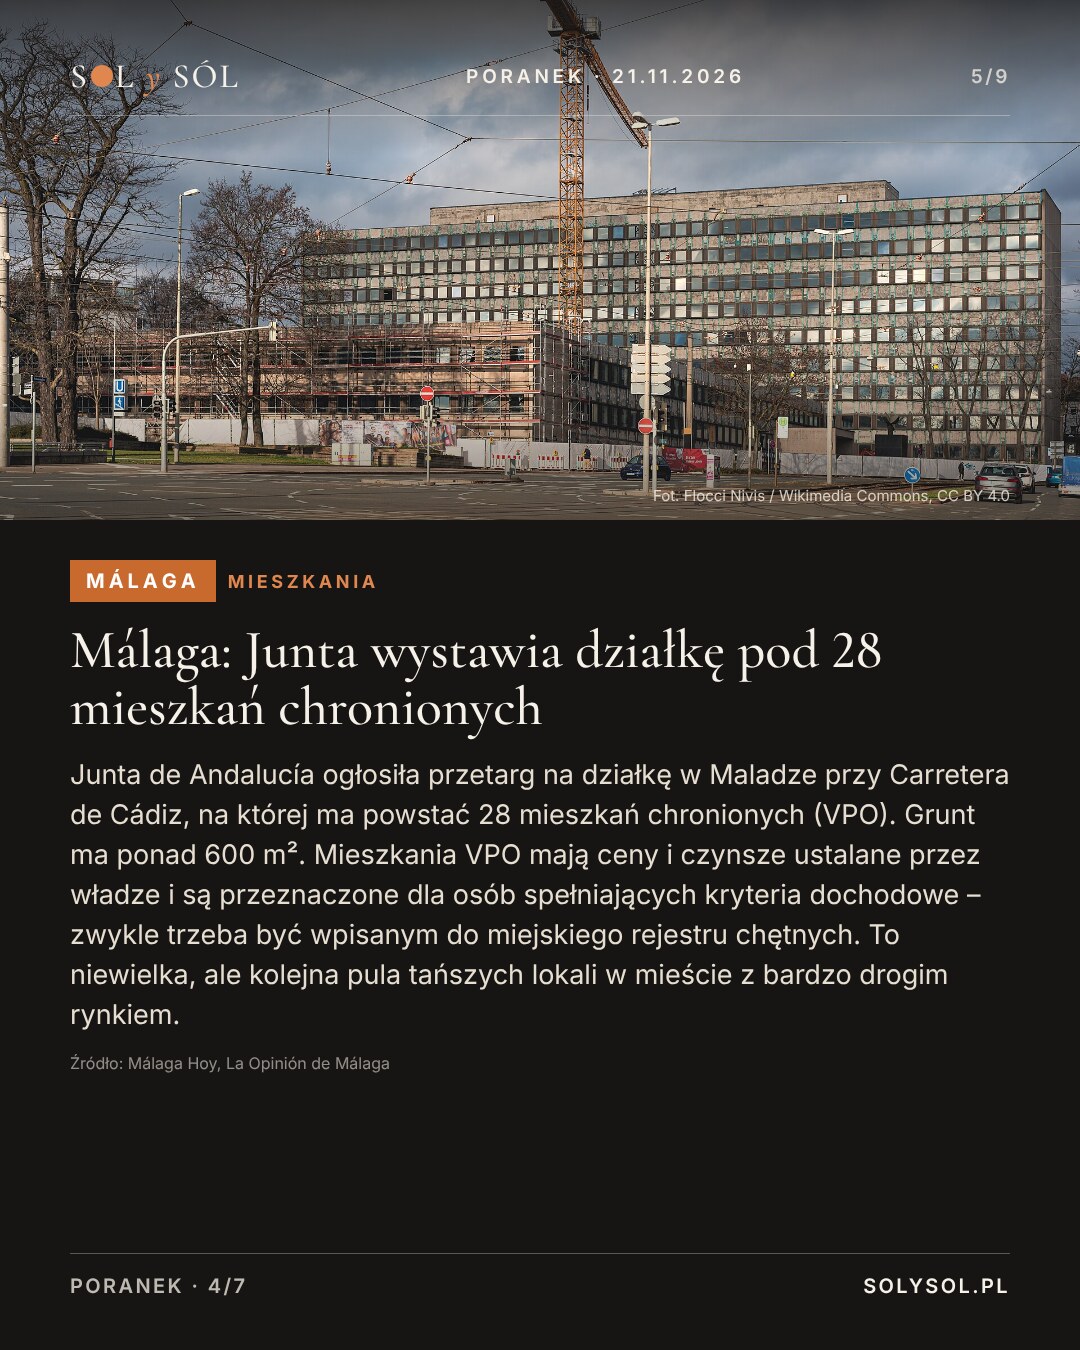 SOL y SÓL
PORANEK · 21.11.2026
5/9
U
Fot. Flocci Nivis / Wikimedia Commons, CC BY 4.0
MÁLAGA
MIESZKANIA
Málaga: Junta wystawia działkę pod 28
mieszkań chronionych
Junta de Andalucía ogłosiła przetarg na działkę w Maladze przy Carretera
de Cádiz, na której ma powstać 28 mieszkań chronionych (VPO). Grunt
ma ponad 600 m². Mieszkania VPO mają ceny i czynsze ustalane przez
władze i są przeznaczone dla osób spełniających kryteria dochodowe –
zwykle trzeba być wpisanym do miejskiego rejestru chętnych. To
niewielka, ale kolejna pula tańszych lokali w mieście z bardzo drogim
rynkiem.
Źródło: Málaga Hoy, La Opinión de Málaga
PORANEK · 4/7
SOLYSOL.PL